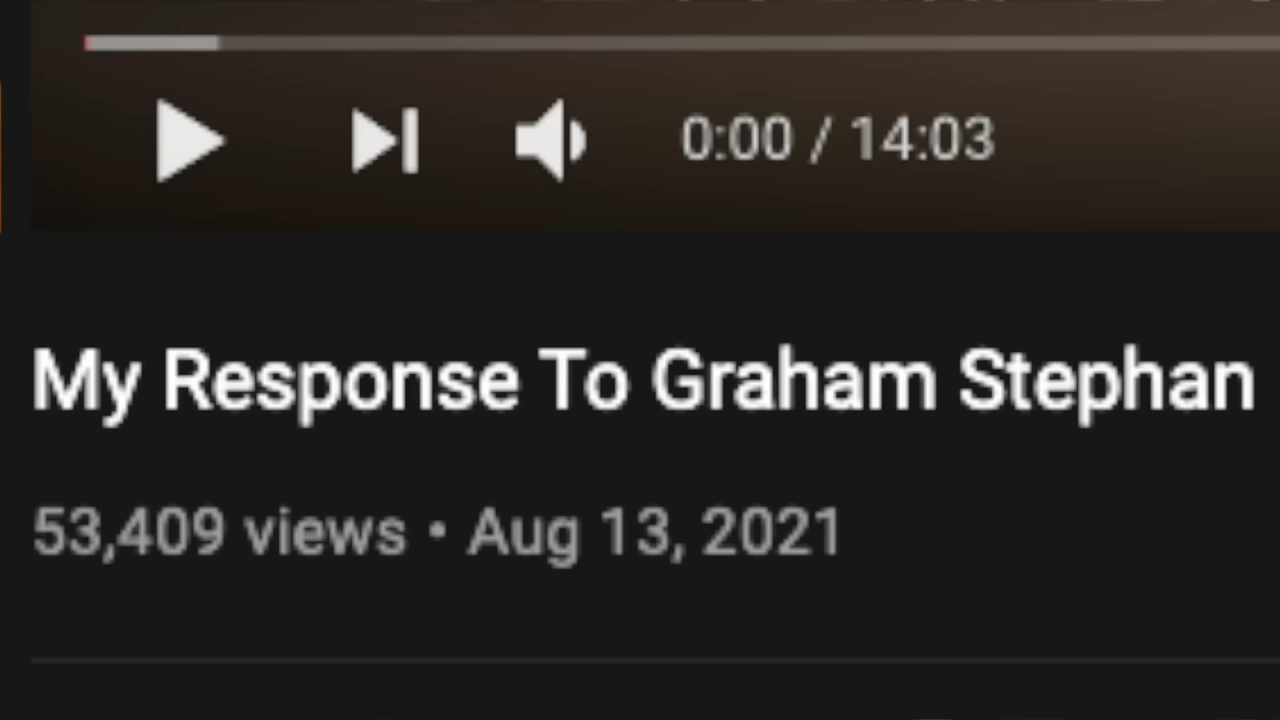 0:00 / 14:03
My Response To Graham Stephan
53,409 views • Aug 13, 2021